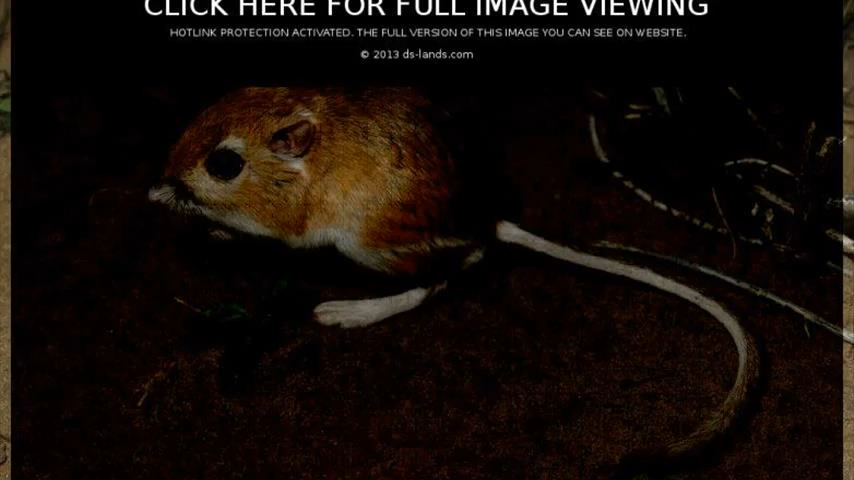 CLICK HERE FOR FULL IMAGE VIEWING
HOTLINK PROTECTION ACTIVATED. THE FULL VERSION OF THIS IMAGE YOU CAN SEE ON WEBSITE.
© 2013 ds-lands.com